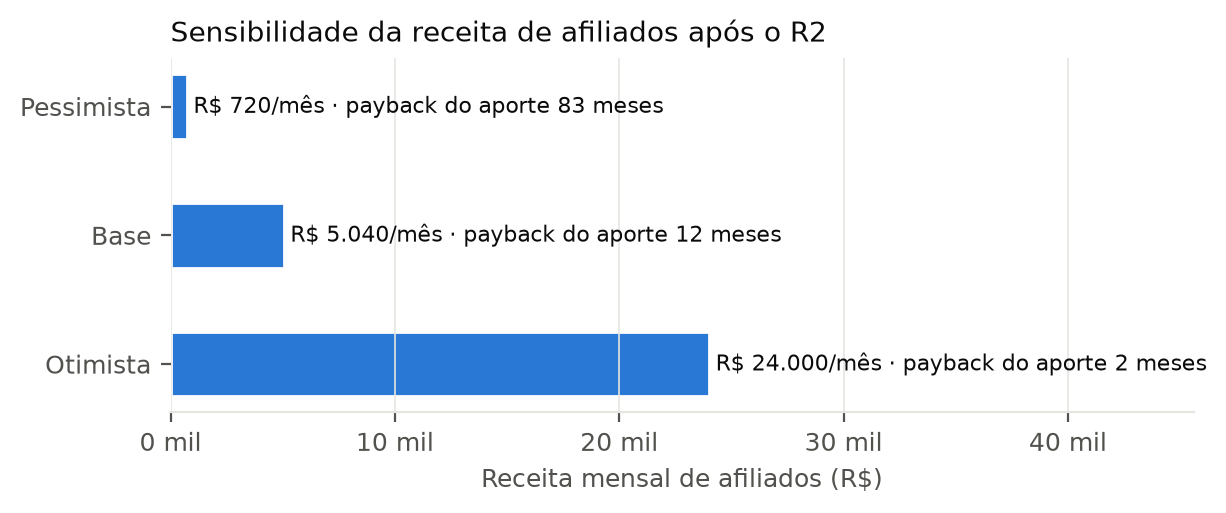 Sensibilidade da receita de afiliados após o R2
Pessimista
R$ 720/mês · payback do aporte 83 meses
Base
R$ 5.040/mês · payback do aporte 12 meses
Otimista
R$ 24.000/mês · payback do aporte 2 meses
0 mil
10 mil
20 mil
30 mil
40 mil
Receita mensal de afiliados (R$)